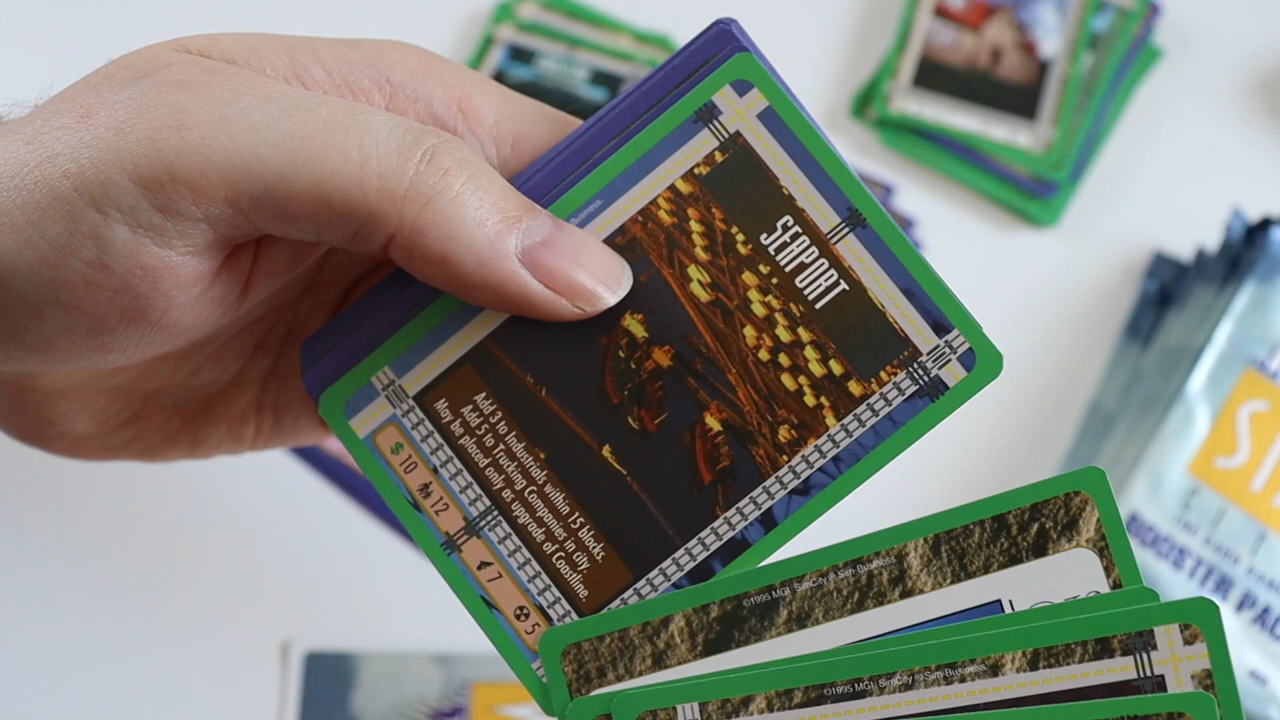 SEAPORT
Add 3 to Industrials within 15 blocks.
Add 5 to Trucking Companies in city.
May be placed only as upgrade of Coastline.
$ 10
12
7
5
Business.
©1995 MGI. SimCity ® Sim-Business.
©1995 MGI. SimCity ® Sim-Business.
BOOSTER PA